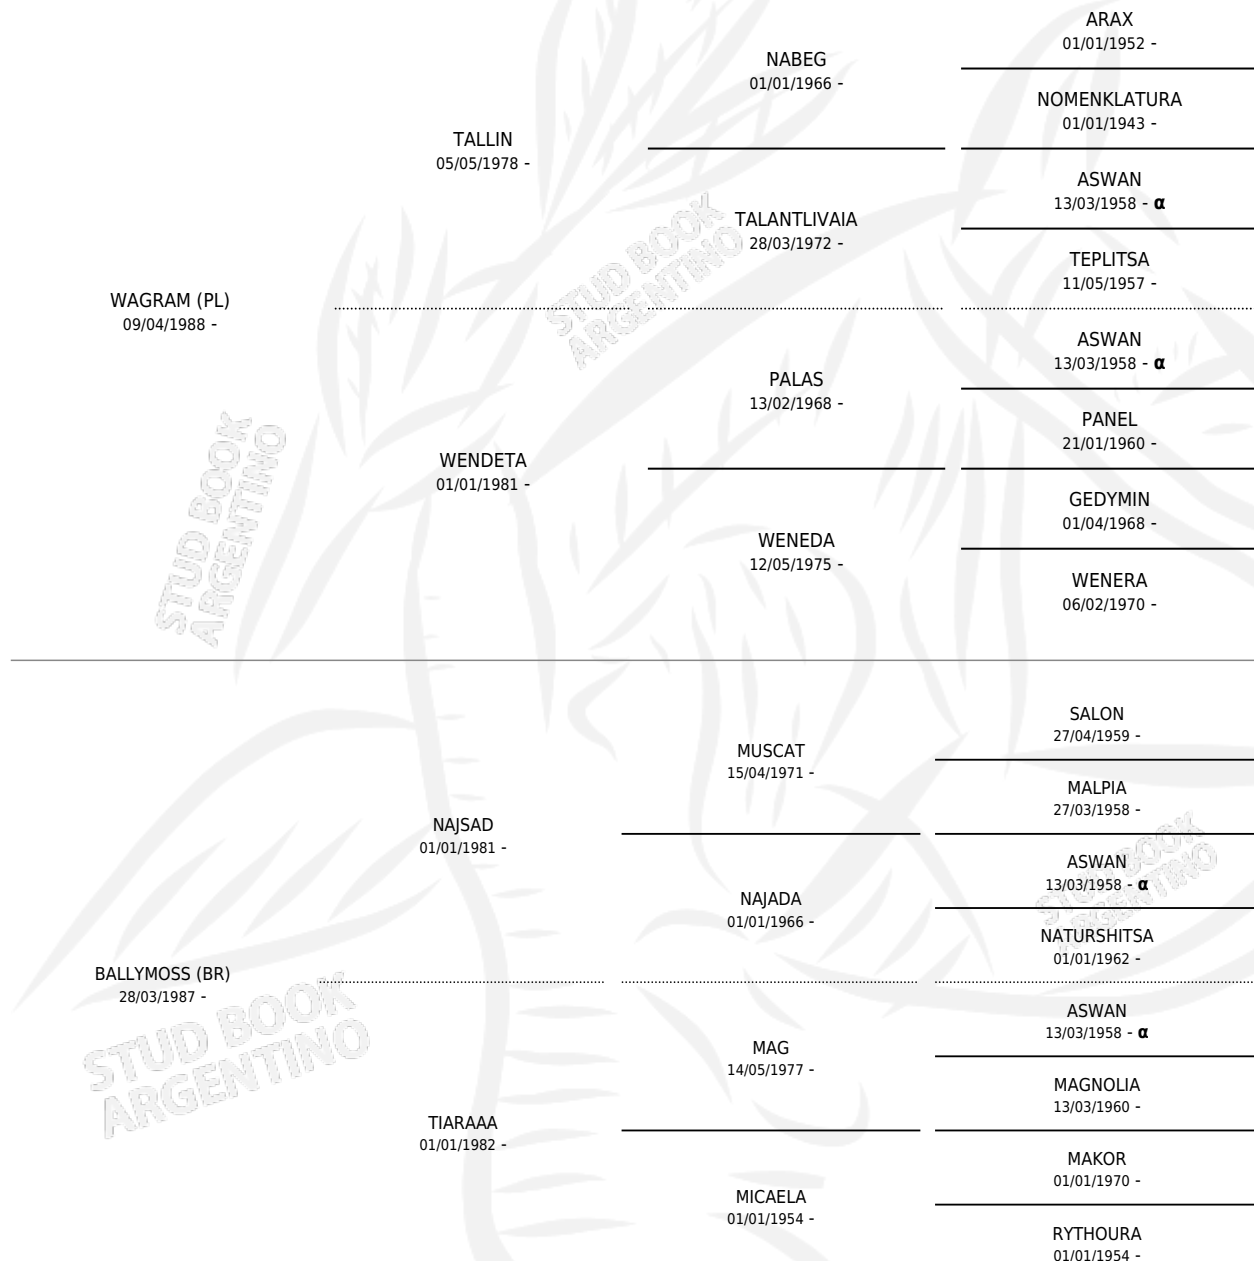 ARAX
01/01/1952 -
NABEG
01/01/1966 -
NOMENKLATURA
01/01/1943 -
TALLIN
05/05/1978 -
ASWAN
13/03/1958 - α
TALANTLIVAIA
28/03/1972 -
TEPLITSA
11/05/1957 -
WAGRAM (PL)
09/04/1988 -
ASWAN
13/03/1958 - α
PALAS
13/02/1968 -
PANEL
21/01/1960 -
WENDETA
01/01/1981 -
GEDYMIN
01/04/1968 -
WENEDA
12/05/1975 -
WENERA
06/02/1970 -
SALON
27/04/1959 -
MUSCAT
15/04/1971 -
MALPIA
27/03/1958 -
NAJSAD
01/01/1981 -
ASWAN
13/03/1958 - α
NAJADA
01/01/1966 -
NATURSHITSA
01/01/1962 -
BALLYMOSS (BR)
28/03/1987 -
ASWAN
13/03/1958 - α
MAG
14/05/1977 -
MAGNOLIA
13/03/1960 -
TIARAAA
01/01/1982 -
MAKOR
01/01/1970 -
MICAELA
01/01/1954 -
RYTHOURA
01/01/1954 -
STUD BOOK
ARGENTINO
STUD BOOK
ARGENTINO
STUD BOOK
ARGENTINO
STUD BOOK
ARGENTINO